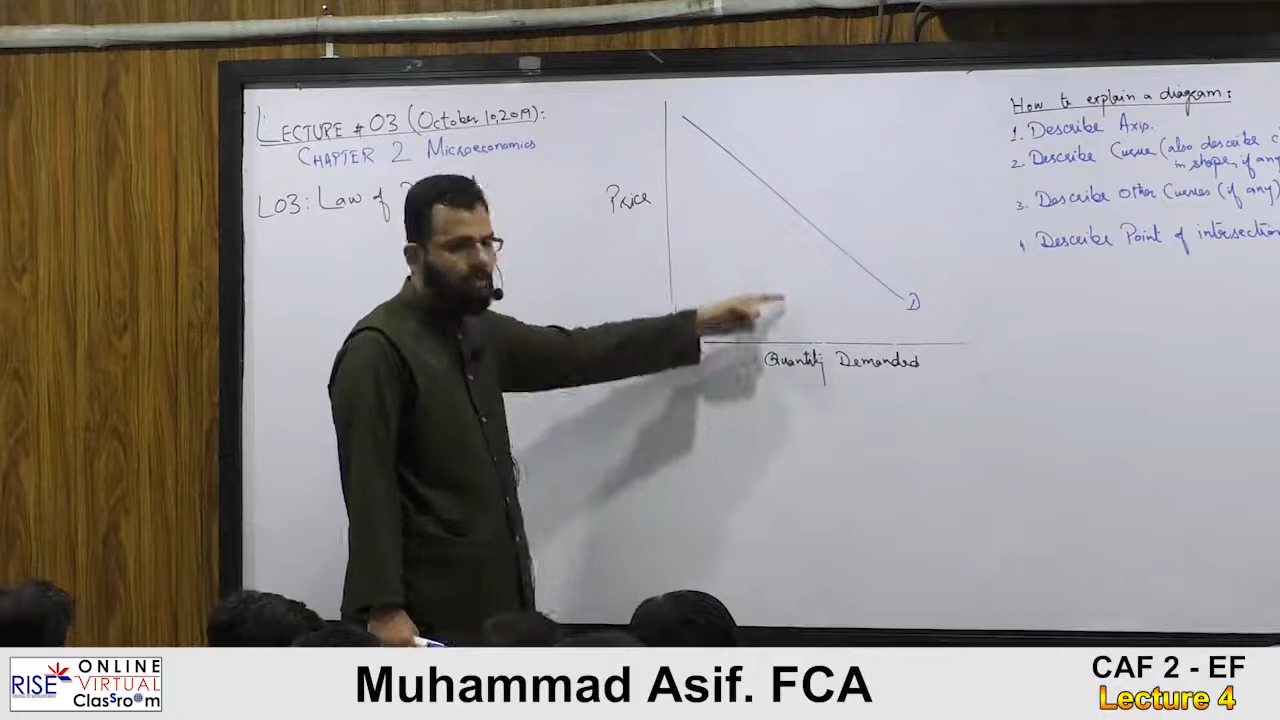 LECTURE # 03 (October 10, 2019):
CHAPTER 2 Microeconomics
LO3: Law of
Price
D
Quantity Demanded
How to explain a diagram:
1. Describe Axis.
2. Describe Curve (also describe
in shape, if any
3. Describe Other Curves (if any)
Describe Point of intrsection
RISE
ONLINE
VIRTUAL
Classroom
Muhammad Asif. FCA
CAF 2 - EF
Lecture 4